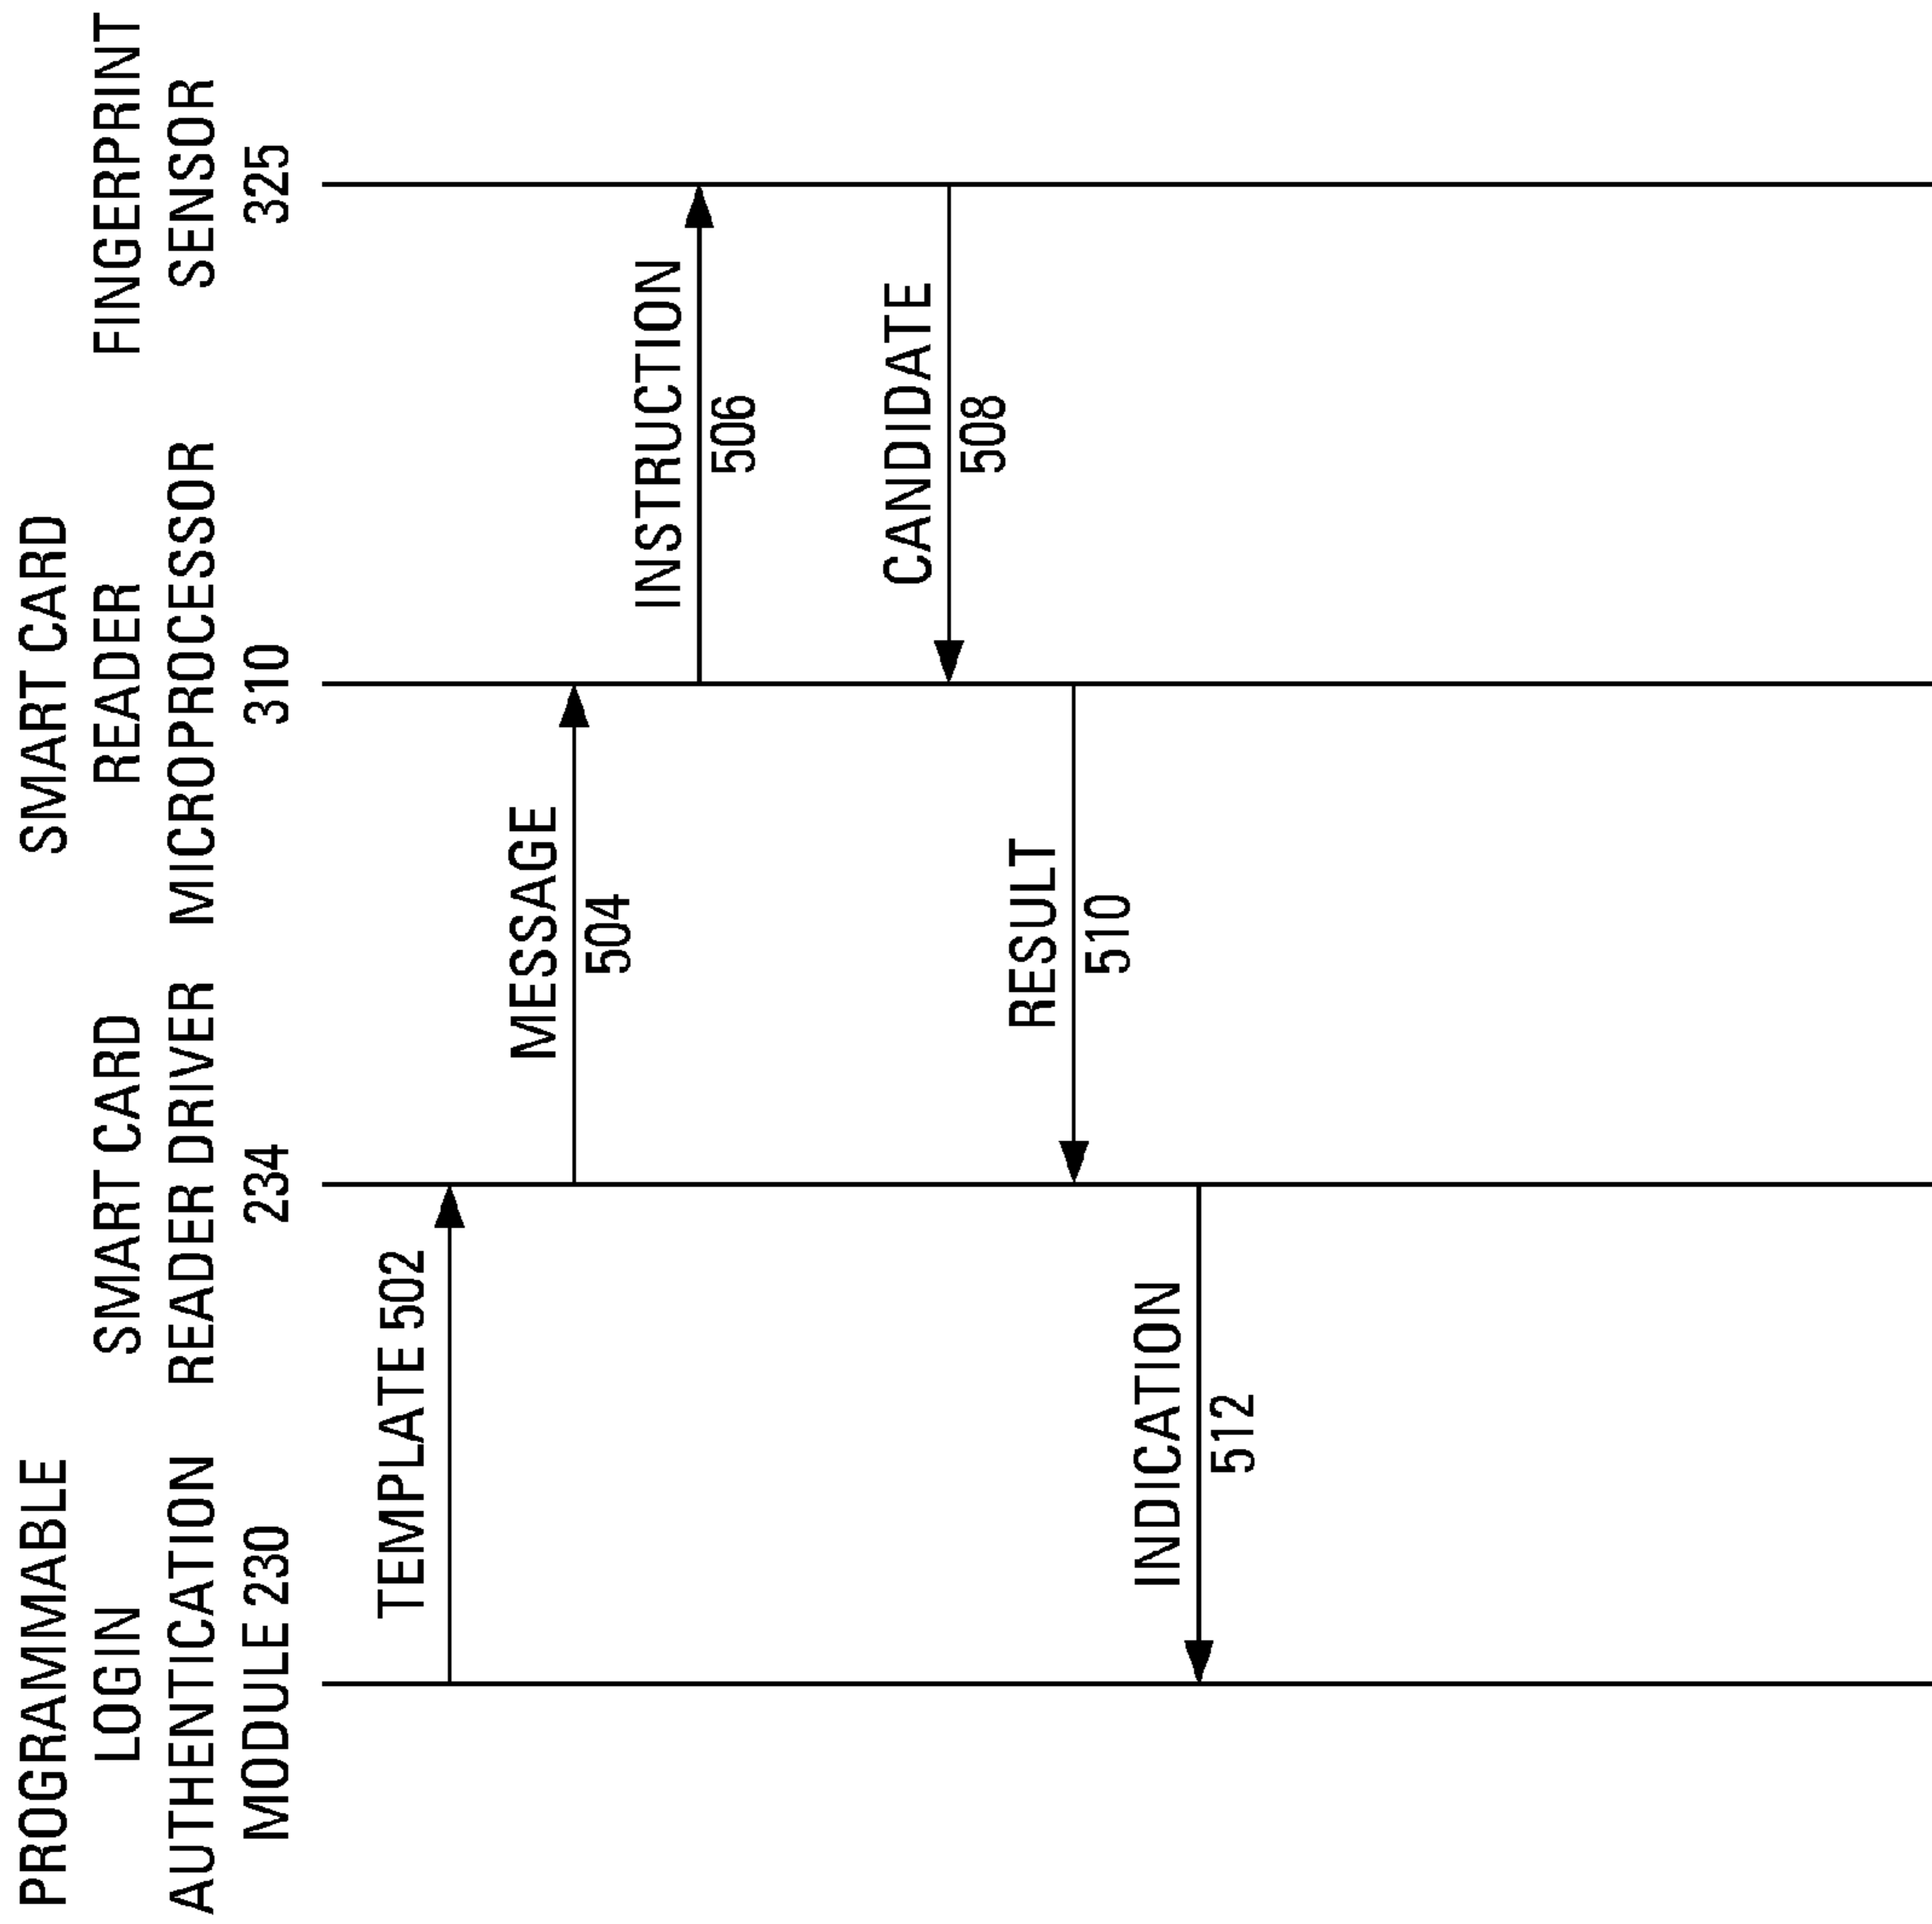 PROGRAMMABLE
LOGIN
AUTHENTICATION
MODULE 230
SMART CARD
READER DRIVER
234
SMART CARD
READER
MICROPROCESSOR
310
FINGERPRINT
SENSOR
325
TEMPLATE 502
MESSAGE
504
INSTRUCTION
506
CANDIDATE
508
RESULT
510
INDICATION
512